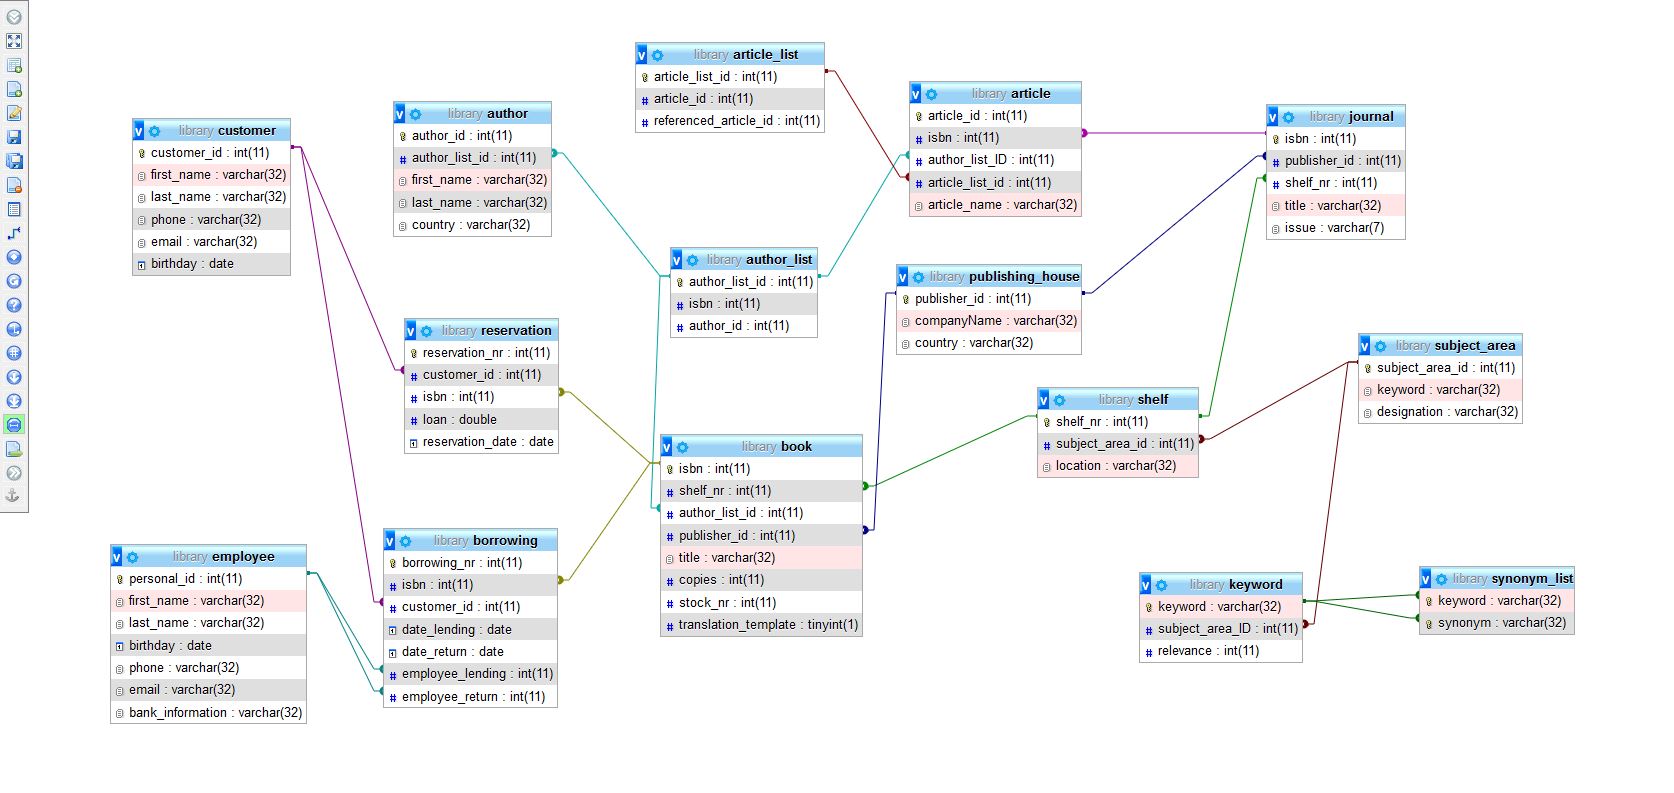 library article_list
article_list_id : int(11)
article_id : int(11)
referenced_article_id : int(11)
library article
article_id : int(11)
isbn : int(11)
author_list_ID : int(11)
article_list_id : int(11)
article_name : varchar(32)
library author
author_id : int(11)
author_list_id : int(11)
first_name : varchar(32)
last_name : varchar(32)
country : varchar(32)
library journal
isbn : int(11)
publisher_id : int(11)
shelf_nr : int(11)
title : varchar(32)
issue : varchar(7)
library customer
customer_id : int(11)
first_name : varchar(32)
last_name : varchar(32)
phone : varchar(32)
email : varchar(32)
birthday : date
library author_list
author_list_id : int(11)
isbn : int(11)
author_id : int(11)
library publishing_house
publisher_id : int(11)
companyName : varchar(32)
country : varchar(32)
library reservation
reservation_nr : int(11)
customer_id : int(11)
isbn : int(11)
loan : double
reservation_date : date
library subject_area
subject_area_id : int(11)
keyword : varchar(32)
designation : varchar(32)
library shelf
shelf_nr : int(11)
subject_area_id : int(11)
location : varchar(32)
library book
isbn : int(11)
shelf_nr : int(11)
author_list_id : int(11)
publisher_id : int(11)
title : varchar(32)
copies : int(11)
stock_nr : int(11)
translation_template : tinyint(1)
library borrowing
borrowing_nr : int(11)
isbn : int(11)
customer_id : int(11)
date_lending : date
date_return : date
employee_lending : int(11)
employee_return : int(11)
library employee
personal_id : int(11)
first_name : varchar(32)
last_name : varchar(32)
birthday : date
phone : varchar(32)
email : varchar(32)
bank_information : varchar(32)
library keyword
keyword : varchar(32)
subject_area_ID : int(11)
relevance : int(11)
library synonym_list
keyword : varchar(32)
synonym : varchar(32)